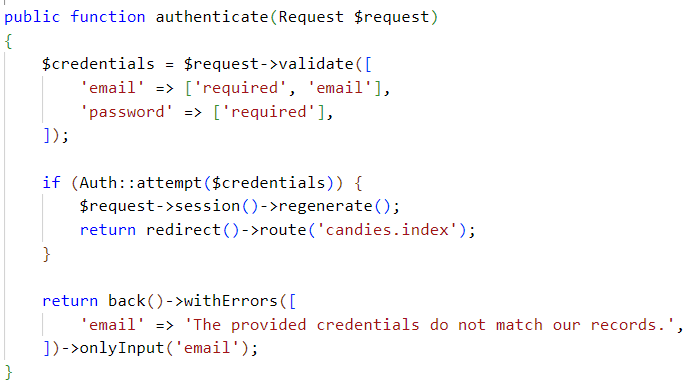 public function authenticate(Request $request)
{
    $credentials = $request->validate([
        'email' => ['required', 'email'],
        'password' => ['required'],
    ]);

    if (Auth::attempt($credentials)) {
        $request->session()->regenerate();
        return redirect()->route('candies.index');
    }

    return back()->withErrors([
        'email' => 'The provided credentials do not match our records.',
    ])->onlyInput('email');
}